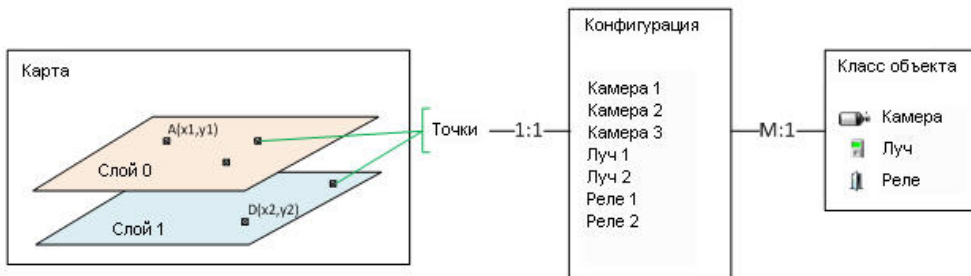 Карта
A(x1,y1)
Слой 0
D(x2,y2)
Слой 1
Точки
1:1
Конфигурация
Камера 1
Камера 2
Камера 3
Луч 1
Луч 2
Реле 1
Реле 2
M:1
Класс объекта
Камера
Луч
Реле